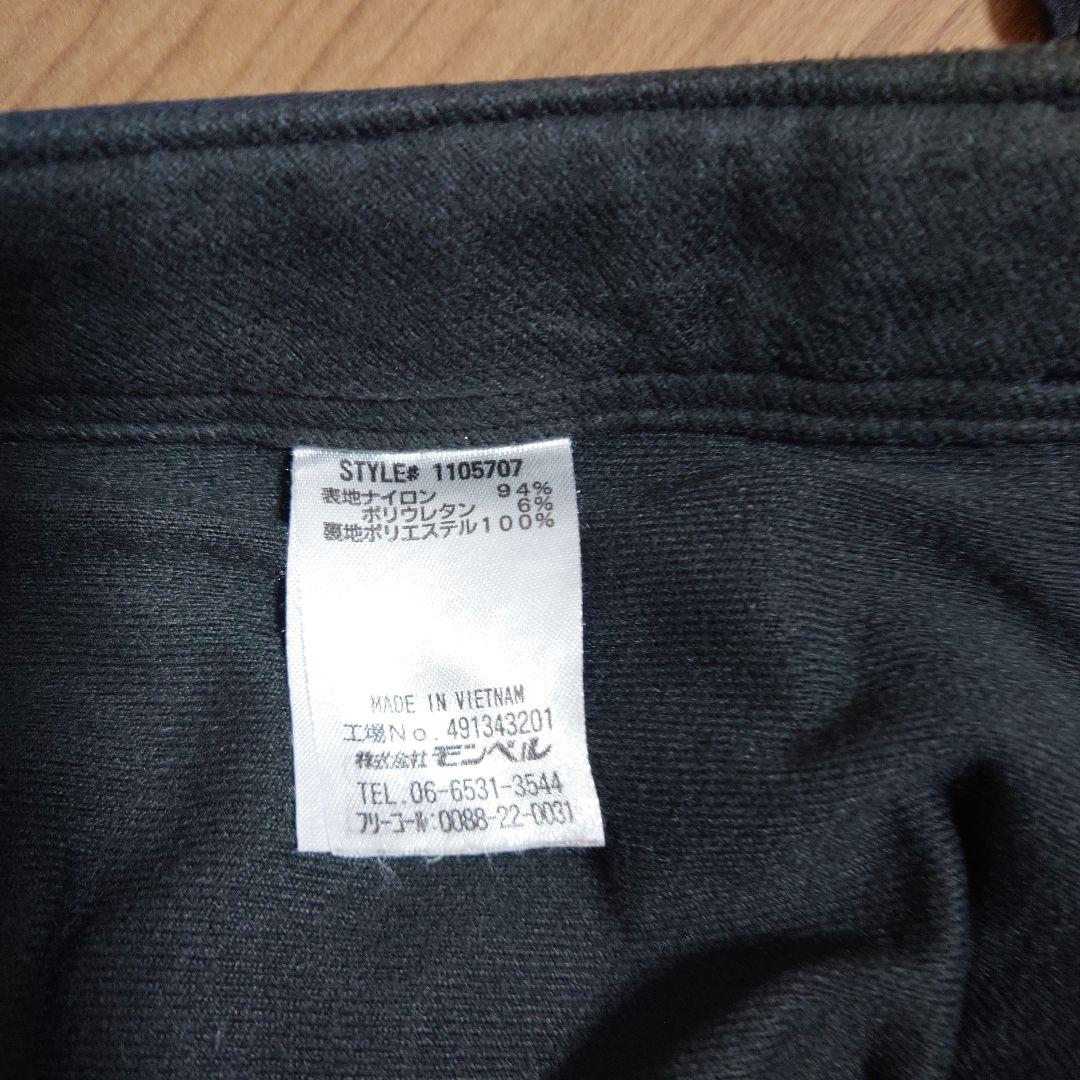 STYLE# 1105707
表地ナイロン 94%
ポリウレタン 6%
裏地ポリエステル100%
MADE IN VIETNAM
工場No.491343201
株式会社モンベル
TEL.06-6531-3544
フリーコール:0088-22-0031